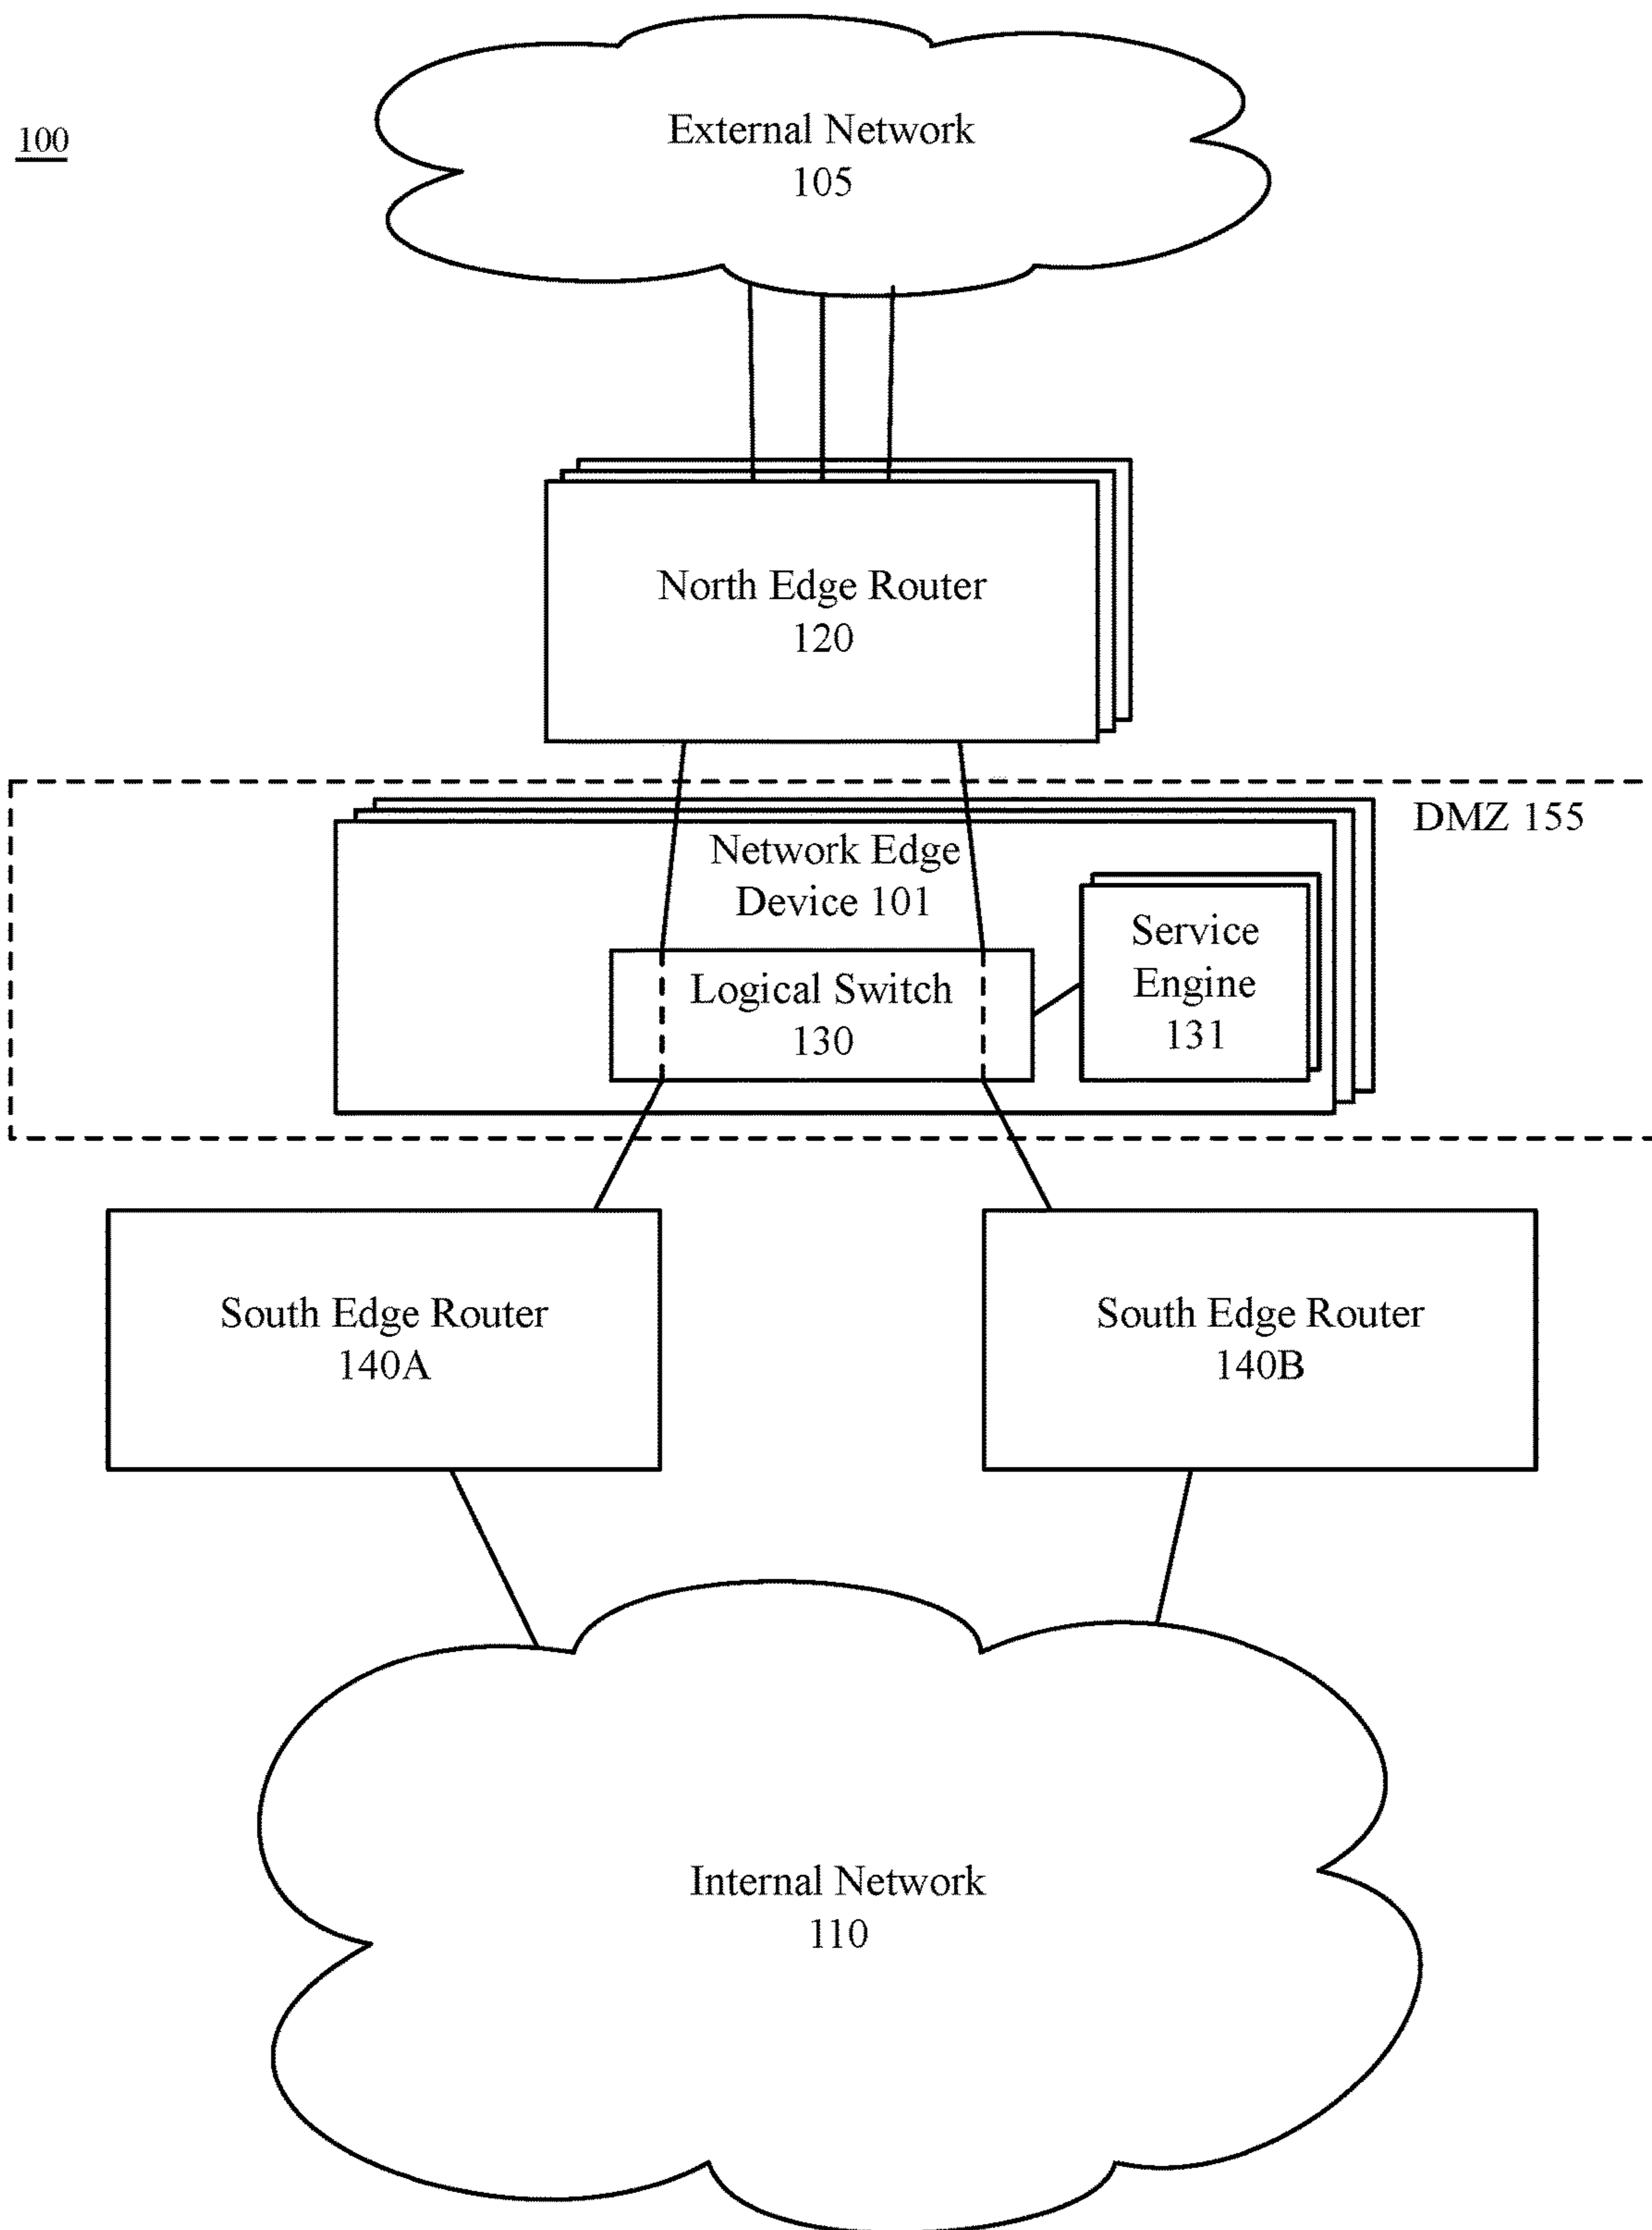 100
External Network
105
North Edge Router
120
DMZ 155
Network Edge
Device 101
Service
Engine
131
Logical Switch
130
South Edge Router
140A
South Edge Router
140B
Internal Network
110